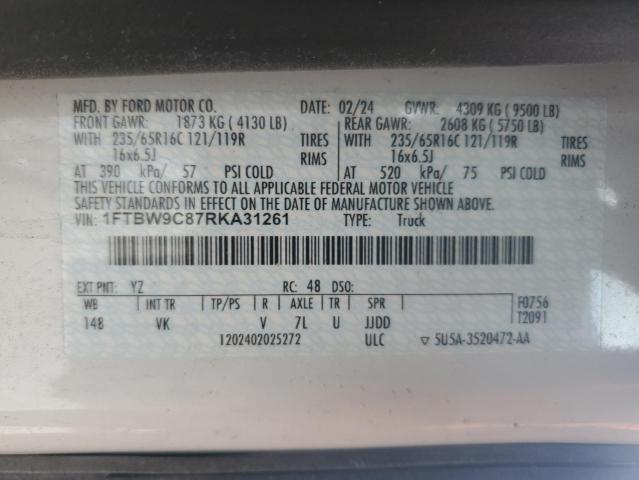 MFD. BY FORD MOTOR CO. DATE: 02/24 GVWR: 4309 KG ( 9500 LB)
FRONT GAWR: 1873 KG ( 4130 LB) REAR GAWR: 2608 KG ( 5750 LB)
WITH 235/65R16C 121/119R TIRES WITH 235/65R16C 121/119R TIRES
16x6.5J RIMS 16x6.5J RIMS
AT 390 kPa/ 57 PSI COLD AT 520 kPa/ 75 PSI COLD
THIS VEHICLE CONFORMS TO ALL APPLICABLE FEDERAL MOTOR VEHICLE
SAFETY STANDARDS IN EFFECT ON THE DATE OF MANUFACTURE SHOWN ABOVE.
VIN: 1FTBW9C87RKA31261 TYPE: Truck
EXT PNT: YZ RC: 48 DSO:
WB INT TR TP/PS R AXLE TR SPR F0756
148 VK V 7L U JJDD T2091
1202402025272 ULC ▽ 5U5A-3520472-AA